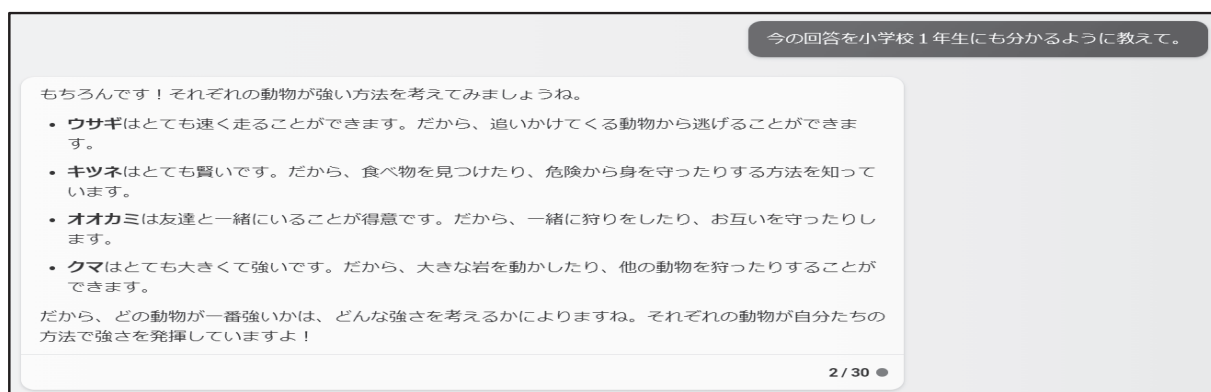 今の回答を小学校１年生にも分かるように教えて。
もちろんです！それぞれの動物が強い方法を考えてみましょうね。
• ウサギはとても速く走ることができます。だから、追いかけてくる動物から逃げることができま
す。
• キツネはとても賢いです。だから、食べ物を見つけたり、危険から身を守ったりする方法を知って
います。
• オオカミは友達と一緒にいることが得意です。だから、一緒に狩りをしたり、お互いを守ったりし
ます。
• クマはとても大きくて強いです。だから、大きな岩を動かしたり、他の動物を狩ったりすることが
できます。
だから、どの動物が一番強いかは、どんな強さを考えるかによりますね。それぞれの動物が自分たちの
方法で強さを発揮していますよ！
2 / 30